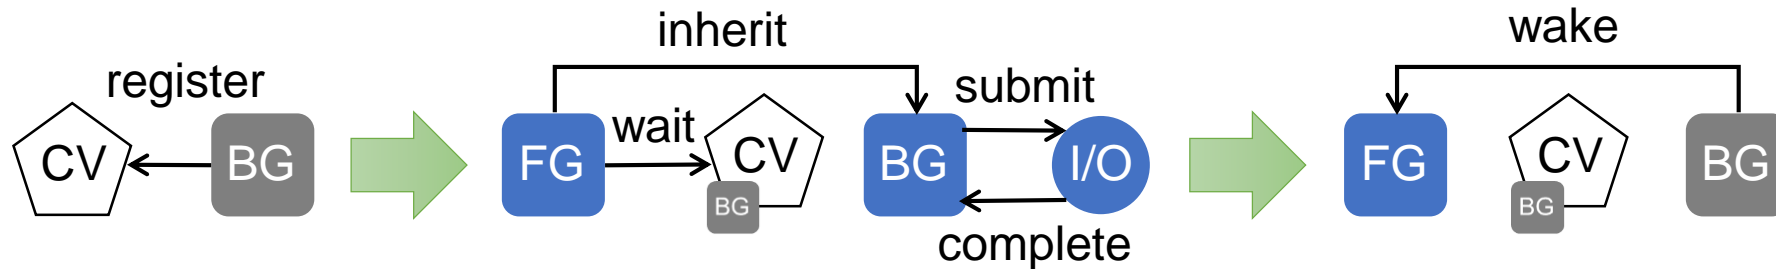 register
CV
BG
inherit
FG
wait
CV
BG
BG
submit
I/O
complete
wake
FG
CV
BG
BG